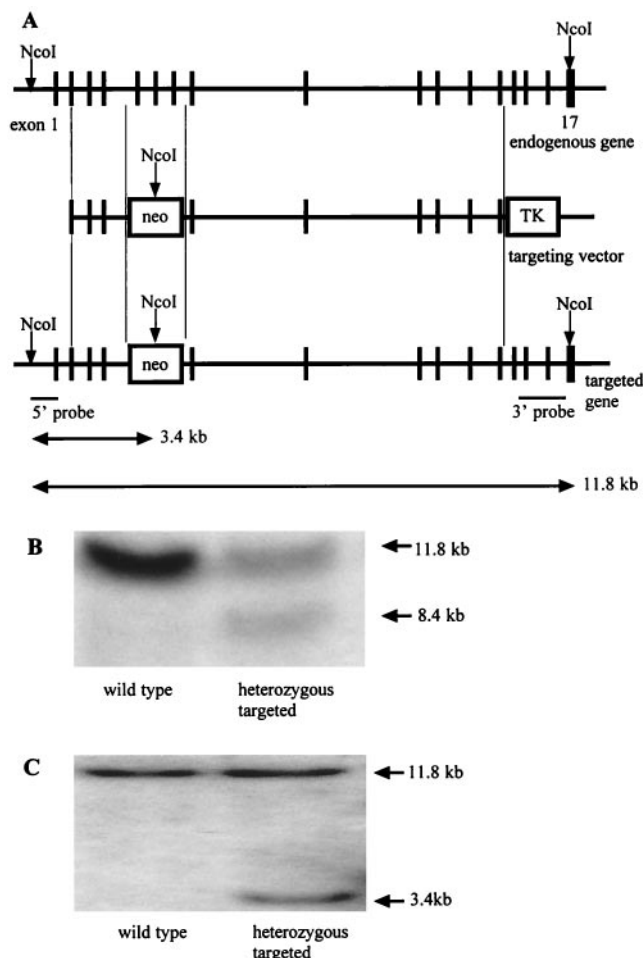 A
NcoI
NcoI
exon 1
17
endogenous gene
NcoI
neo
TK
targeting vector
NcoI
NcoI
NcoI
neo
targeted
gene
5' probe
3' probe
3.4 kb
11.8 kb
B
11.8 kb
8.4 kb
wild type
heterozygous
targeted
C
11.8 kb
3.4kb
wild type
heterozygous
targeted